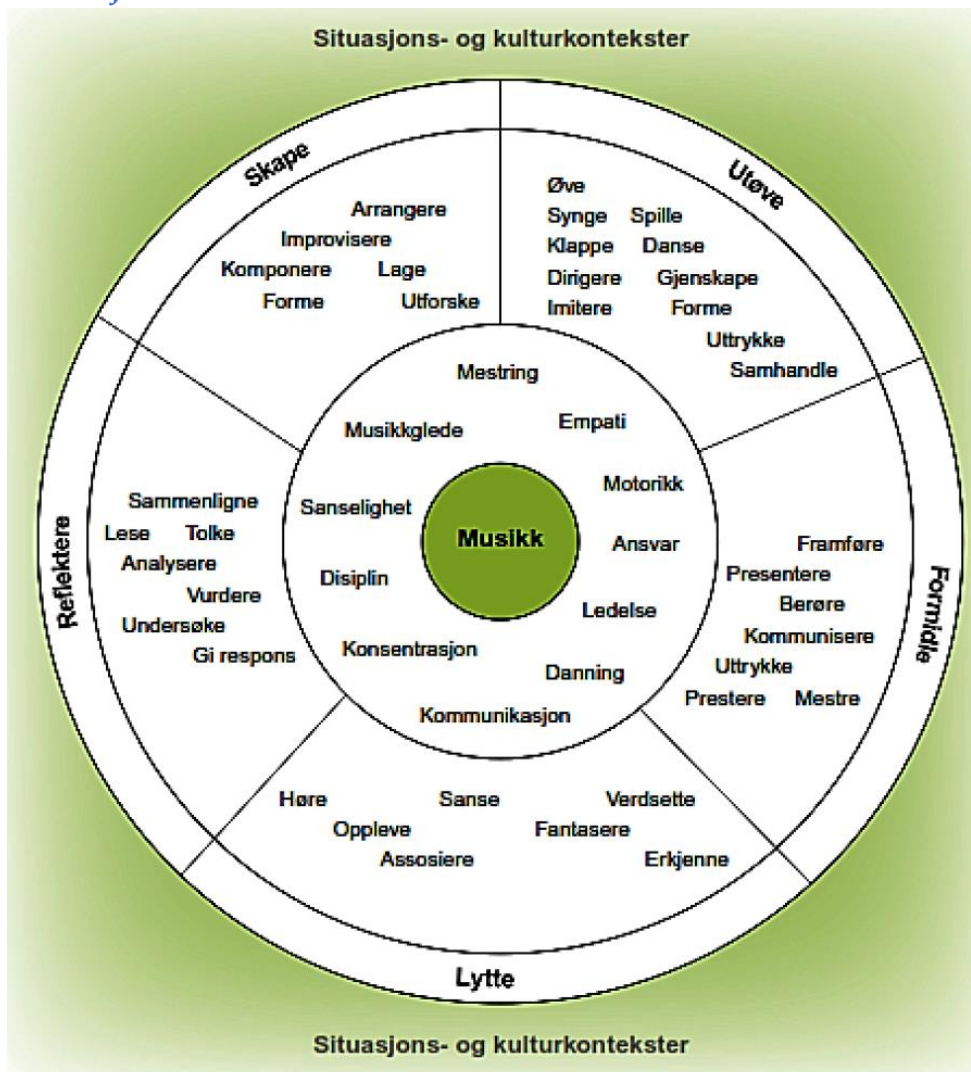 Situasjons- og kulturkontekster
Skape
Arrangere
Improvisere
Komponere Lage
Forme Utforske
Utøve
Øve
Synge Spille
Klappe Danse
Dirigere Gjenskape
Imitere Forme
Uttrykke
Samhandle
Reflektere
Sammenligne
Lese Tolke
Analysere
Vurdere
Undersøke
Gi respons
Mestring
Musikkglede
Empati
Sanselighet
Motorikk
Musikk
Ansvar
Disiplin
Ledelse
Konsentrasjon
Danning
Kommunikasjon
Formidle
Framføre
Presentere
Berøre
Kommunisere
Uttrykke
Prestere Mestre
Høre Sanse Verdsette
Oppleve Fantasere
Assosiere Erkjenne
Lytte
Situasjons- og kulturkontekster